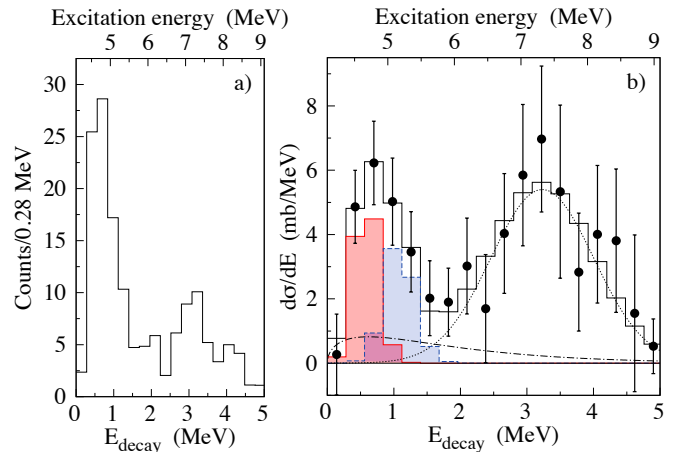 Excitation energy (MeV)
5 6 7 8 9
a)
Counts/0.28 MeV
30
25
20
15
10
5
0
0 1 2 3 4 5
E_decay (MeV)
Excitation energy (MeV)
5 6 7 8 9
b)
dσ/dE (mb/MeV)
8
6
4
2
0
0 1 2 3 4 5
E_decay (MeV)